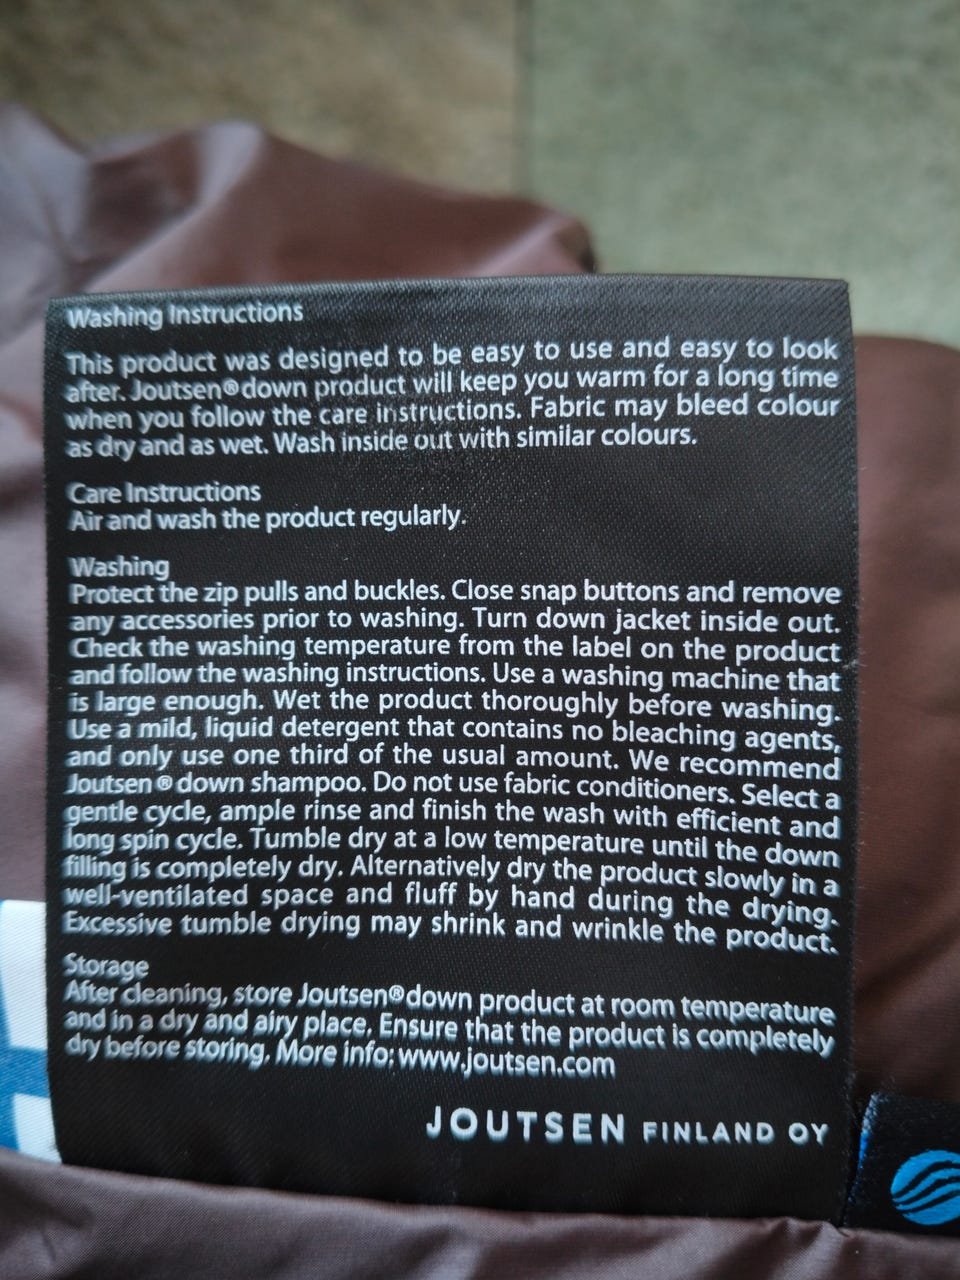 Washing Instructions
This product was designed to be easy to use and easy to look
after. Joutsen® down product will keep you warm for a long time
when you follow the care instructions. Fabric may bleed colour
as dry and as wet. Wash inside out with similar colours.
Care Instructions
Air and wash the product regularly.
Washing
Protect the zip pulls and buckles. Close snap buttons and remove
any accessories prior to washing. Turn down jacket inside out.
Check the washing temperature from the label on the product
and follow the washing instructions. Use a washing machine that
is large enough. Wet the product thoroughly before washing.
Use a mild, liquid detergent that contains no bleaching agents,
and only use one third of the usual amount. We recommend
Joutsen® down shampoo. Do not use fabric conditioners. Select a
gentle cycle, ample rinse and finish the wash with efficient and
long spin cycle. Tumble dry at a low temperature until the down
filling is completely dry. Alternatively dry the product slowly in a
well-ventilated space and fluff by hand during the drying.
Excessive tumble drying may shrink and wrinkle the product.
Storage
After cleaning, store Joutsen® down product at room temperature
and in a dry and airy place. Ensure that the product is completely
dry before storing. More info: www.joutsen.com
JOUTSEN FINLAND OY